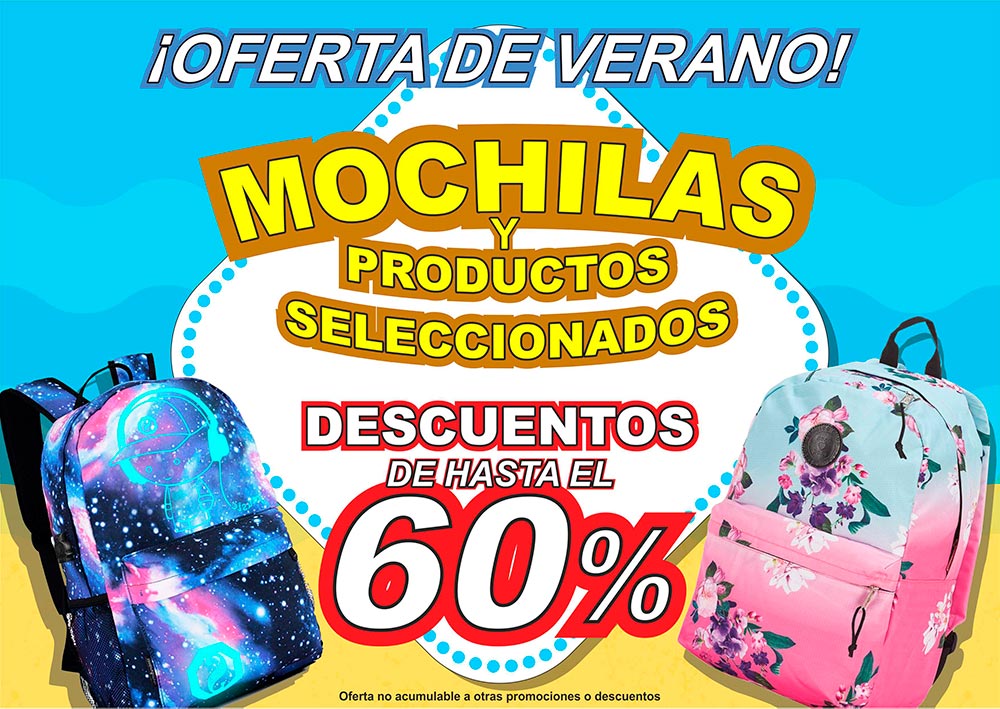 ¡OFERTA DE VERANO!
MOCHILAS
Y
PRODUCTOS
SELECCIONADOS
DESCUENTOS
DE HASTA EL
60%
Oferta no acumulable a otras promociones o descuentos